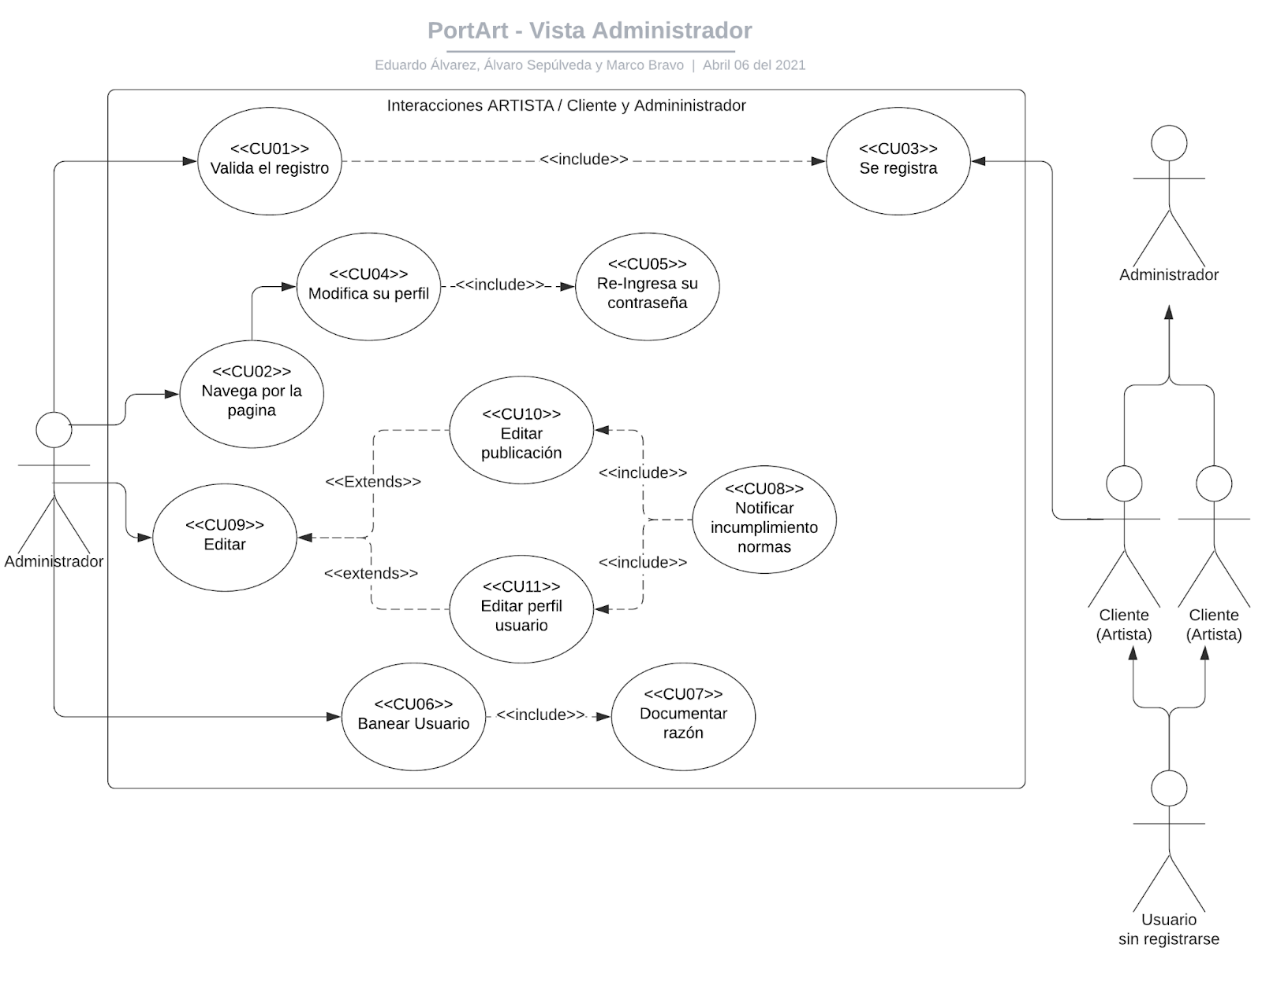 PortArt - Vista Administrador
Eduardo Álvarez, Álvaro Sepúlveda y Marco Bravo | Abril 06 del 2021
Interacciones ARTISTA / Cliente y Admininistrador
<<CU01>>
Valida el registro
<<include>>
<<CU03>>
Se registra
Administrador
<<CU04>>
Modifica su perfil
<<include>>
<<CU05>>
Re-Ingresa su
contraseña
<<CU02>>
Navega por la
pagina
<<CU10>>
Editar
publicación
<<Extends>>
<<include>>
<<CU08>>
Notificar
incumplimiento
normas
<<CU09>>
Editar
Administrador
<<extends>>
<<include>>
<<CU11>>
Editar perfil
usuario
Cliente
(Artista)
Cliente
(Artista)
<<CU06>>
Banear Usuario
<<include>>
<<CU07>>
Documentar
razón
Usuario
sin registrarse